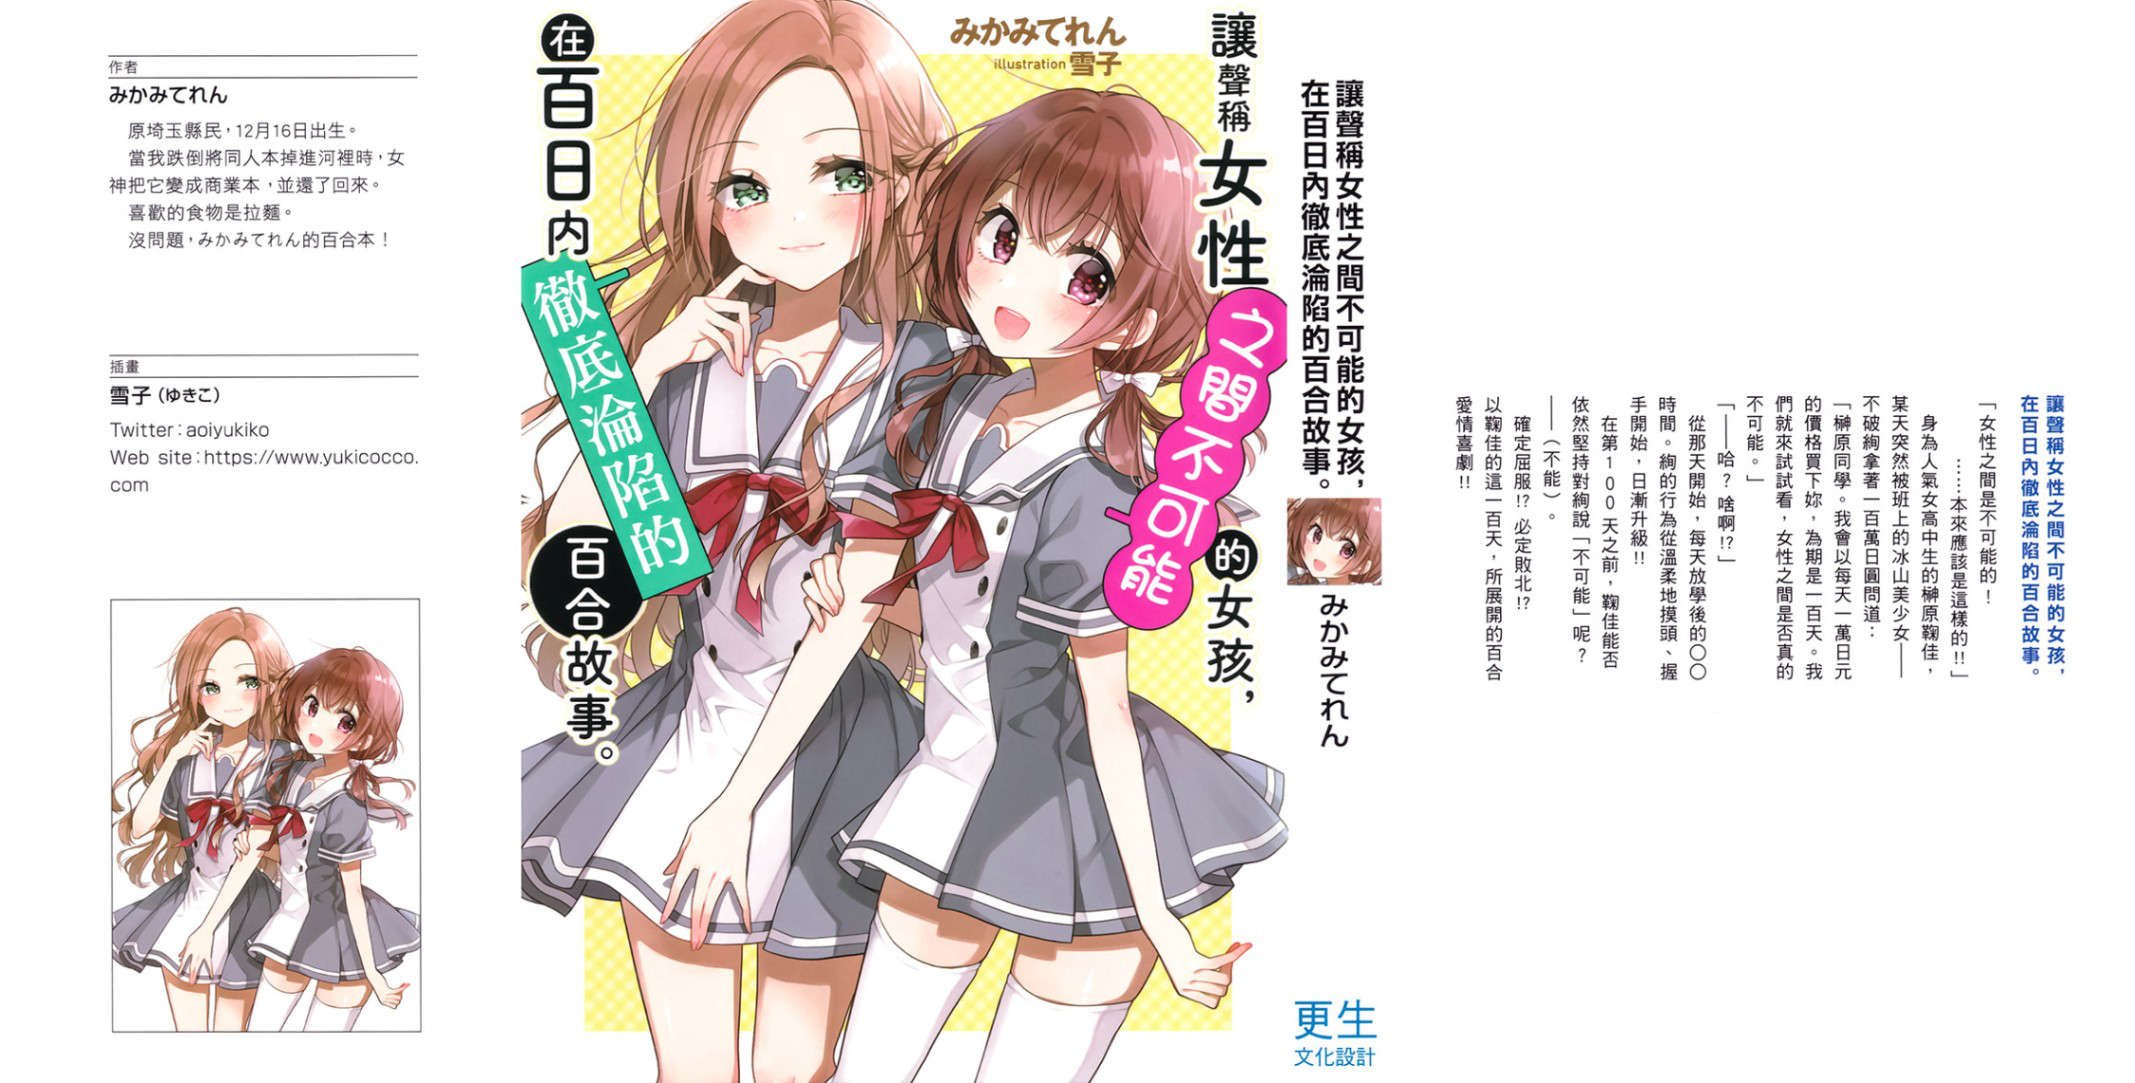 作者
みかみてれん
原埼玉縣民，12月16日出生。
當我跌倒將同人本掉進河裡時，女
神把它變成商業本，並還了回來。
喜歡的食物是拉麵。
沒問題，みかみてれん的百合本！
插畫
雪子（ゆきこ）
Twitter：aoiyukiko
Web site：https://www.yukicocco.
com
みかみてれん
illustration 雪子
讓聲稱女性之間不可能的女孩，
在百日內徹底淪陷的百合故事。
讓聲稱女性之間不可能的女孩，
在百日內徹底淪陷的百合故事。
みかみてれん
更生
文化設計
讓聲稱女性之間不可能的女孩，
在百日內徹底淪陷的百合故事。
「女性之間是不可能的！
……本來應該是這樣的!!」
身為人氣女高中生的榊原鞠佳，
某天突然被班上的冰山美少女——
不破絢拿著一百萬日圓問道：
「榊原同學。我會以每天一萬日元
的價格買下妳，為期是一百天。我
們就來試試看，女性之間是否真的
不可能。」
「——哈？啥啊!?」
從那天開始，每天放學後的〇〇
時間。絢的行為從溫柔地摸頭、握
手開始，日漸升級!!
在第100天之前，鞠佳能否
依然堅持對絢說「不可能」呢？
——（不能）。
確定屈服!? 必定敗北!?
以鞠佳的這一百天，所展開的百合
愛情喜劇!!